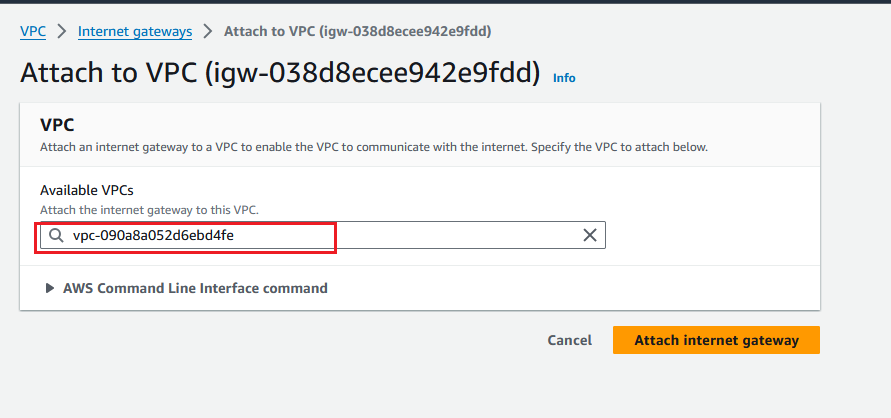 VPC > Internet gateways > Attach to VPC (igw-038d8ecee942e9fdd)
Attach to VPC (igw-038d8ecee942e9fdd) Info
VPC
Attach an internet gateway to a VPC to enable the VPC to communicate with the internet. Specify the VPC to attach below.
Available VPCs
Attach the internet gateway to this VPC.
vpc-090a8a052d6ebd4fe
AWS Command Line Interface command
Cancel Attach internet gateway